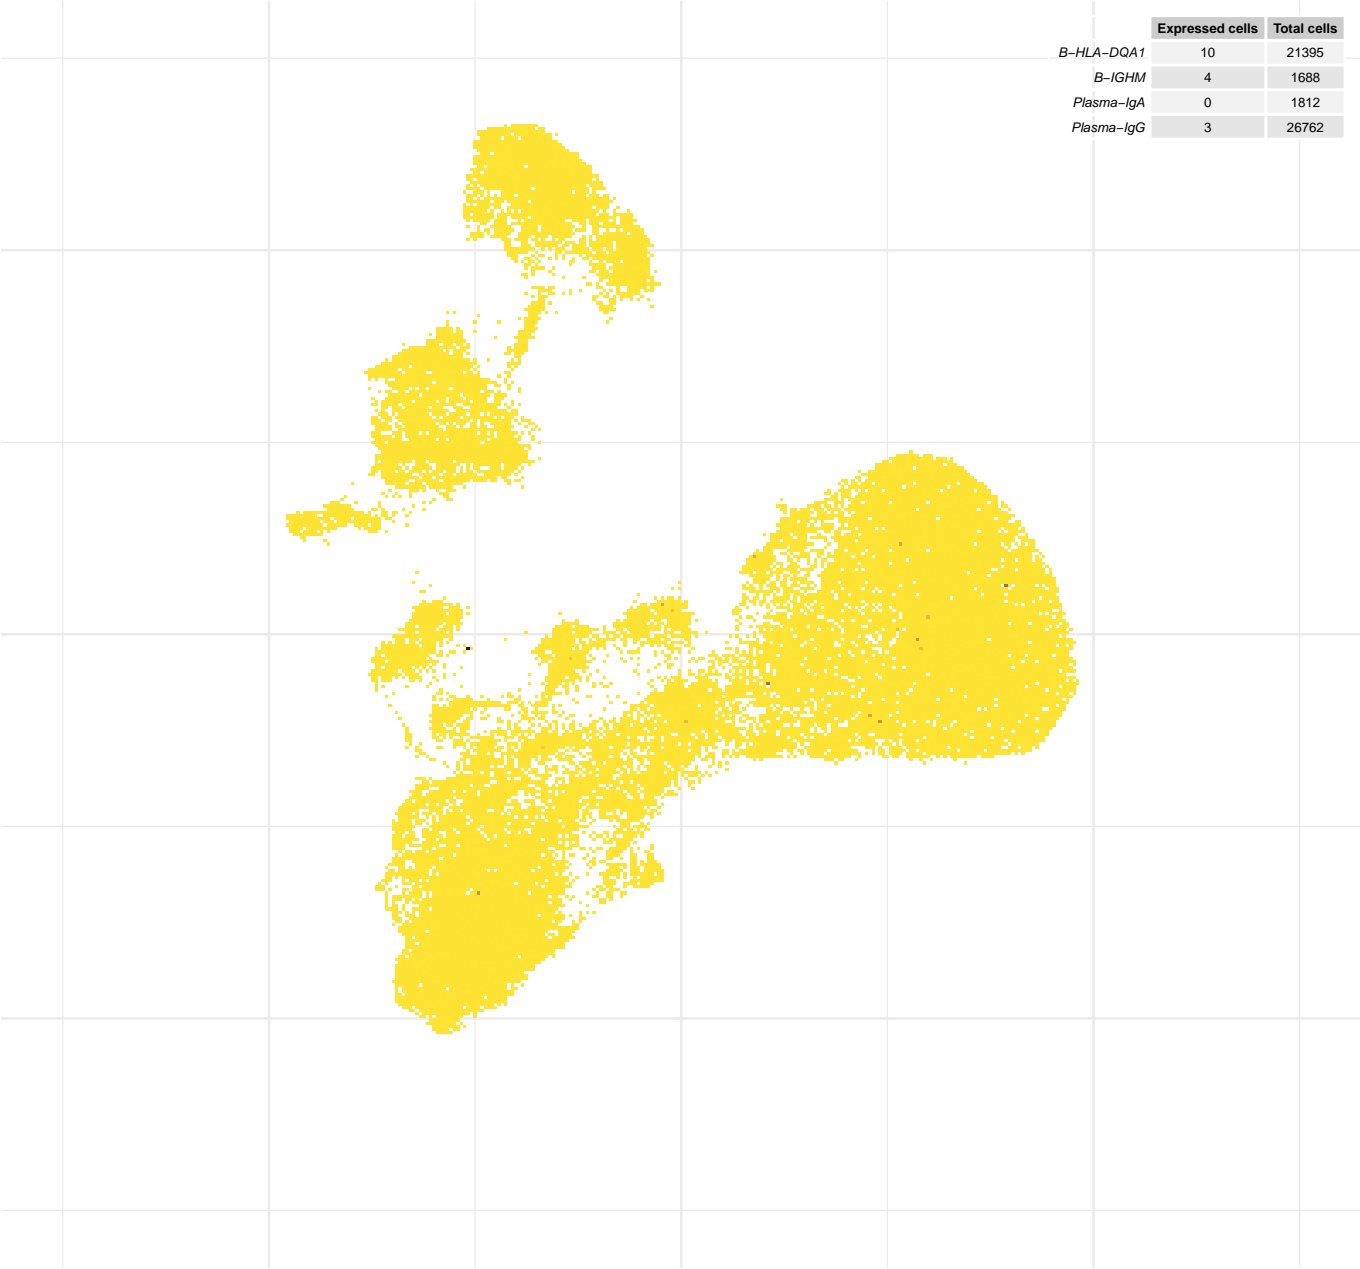 Expressed cells Total cells
B−HLA−DQA1 10 21395
B−IGHM 4 1688
Plasma−IgA 0 1812
Plasma−IgG 3 26762